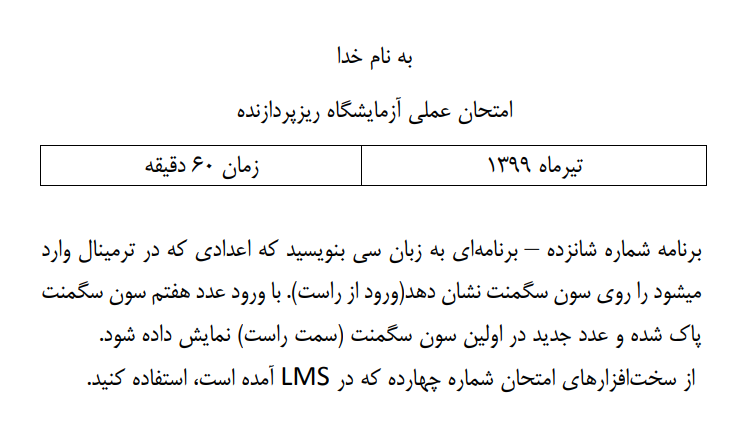 به نام خدا
امتحان عملی آزمایشگاه ریزپردازنده
تیرماه ۱۳۹۹
زمان ۶۰ دقیقه
برنامه شماره شانزده – برنامه‌ای به زبان سی بنویسید که اعدادی که در ترمینال وارد
میشود را روی سون سگمنت نشان دهد(ورود از راست). با ورود عدد هفتم سون سگمنت
پاک شده و عدد جدید در اولین سون سگمنت (سمت راست) نمایش داده شود.
از سخت‌افزارهای امتحان شماره چهارده که در LMS آمده است، استفاده کنید.